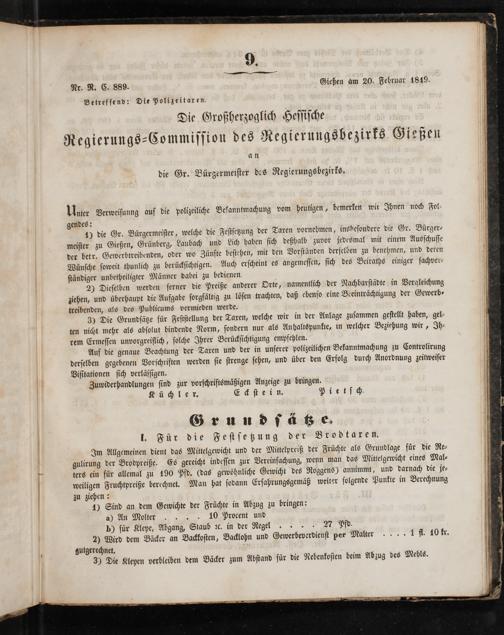 9.
Nr. R. C. 889.
Gießen am 20. Februar 1849.
Betreffend: Die Polizeitaren.
Die Großherzoglich Hessische
Regierungs-Commission des Regierungsbezirks Gießen
an
die Gr. Bürgermeister des Regierungsbezirks.
Unter Verweisung auf die polizeiliche Bekanntmachung vom heutigen, bemerken wir Ihnen noch Fol-
gendes:
1) die Gr. Bürgermeister, welche die Festsetzung der Taxen vornehmen, insbesondere die Gr. Bürger-
meister zu Gießen, Grünberg, Laubach und Lich haben sich deßhalb zuvor jedesmal mit einem Ausschusse
der betr. Gewerbtreibenden, oder wo Zünfte bestehen, mit den Vorständen derselben zu benehmen, und deren
Wünsche soweit thunlich zu berücksichtigen. Auch erscheint es angemessen, sich des Beiraths einiger sachver-
ständiger unbetheiligter Männer dabei zu bedienen.
2) Dieselben werden ferner die Preise anderer Orte, namentlich der Nachbarstädte in Vergleichung
ziehen, und überhaupt die Aufgabe sorgfältig zu lösen trachten, daß ebenso eine Beeinträchtigung der Gewerb-
treibenden, als des Publicums vermieden werde.
3) Die Grundsätze für Feststellung der Taxen, welche wir in der Anlage zusammen gestellt haben, gel-
ten nicht mehr als absolut bindende Norm, sondern nur als Anhaltspunkte, in welcher Beziehung wir, Ih-
rem Ermessen unvorgreiflich, solche Ihrer Berücksichtigung empfehlen.
Auf die genaue Beachtung der Taxen und der in unserer polizeilichen Bekanntmachung zu Controlirung
derselben gegebenen Vorschriften werden sie strenge sehen, und über den Erfolg durch Anordnung zeitweiser
Visitationen sich verlässigen.
Zuwiderhandlungen sind zur vorschriftsmäßigen Anzeige zu bringen.
Küchler. Eckstein. Pietsch.
Grundsätze.
I. Für die Festsetzung der Brodtaxen.
Im Allgemeinen dient das Mittelgewicht und der Mittelpreiß der Früchte als Grundlage für die Re-
gulirung der Brodpreiße. Es gereicht indessen zur Vereinfachung, wenn man das Mittelgewicht eines Mal-
ters ein für allemal zu 190 Pfd. (das gewöhnliche Gewicht des Roggens) annimmt, und darnach die je-
weiligen Fruchtpreiße berechnet. Man hat sodann Erfahrungsgemäß weiter folgende Punkte in Berechnung
zu ziehen:
1) Sind an dem Gewichte der Früchte in Abzug zu bringen:
a) An Molter . . . . 10 Procent und
b) für Kleye, Abgang, Staub ꝛc. in der Regel . . . . 27 Pfd.
2) Wird dem Bäcker an Backkosten, Backlohn und Gewerbsverdienst per Malter . . . . 1 fl. 10 kr.
gutgerechnet.
3) Die Kleyen verbleiben dem Bäcker zum Abstand für die Nebenkosten beim Abzug des Mehls.